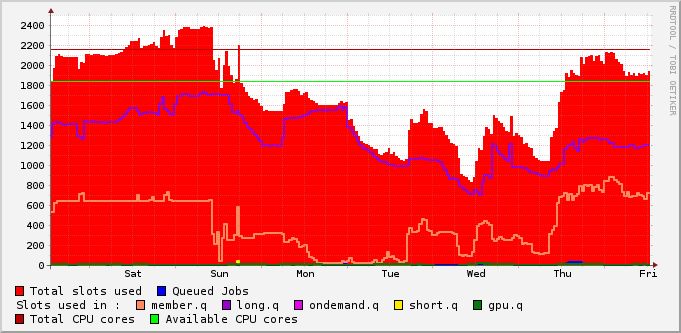 2400
2200
2000
1800
1600
1400
1200
1000
800
600
400
200
0
Sat Sun Mon Tue Wed Thu Fri
Total slots used Queued Jobs
Slots used in : member.q long.q ondemand.q short.q gpu.q
Total CPU cores Available CPU cores
RRDTOOL / TOBI OETIKER